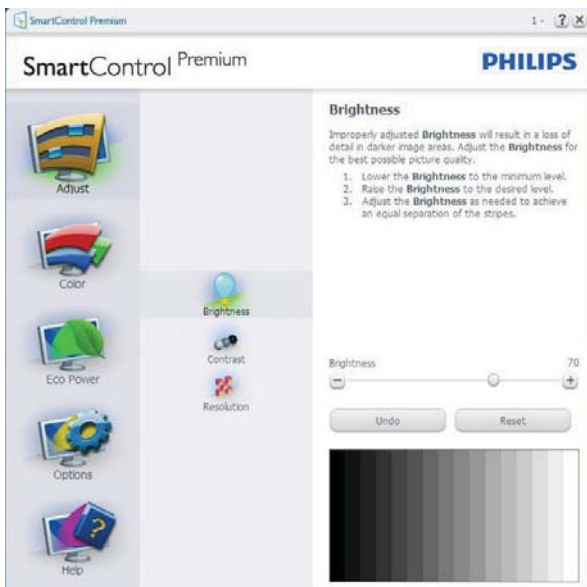 SmartControl Premium
1 - ? ×
SmartControl Premium
PHILIPS
Adjust
Color
Eco Power
Options
Help
Brightness
Contrast
Resolution
Brightness
Improperly adjusted Brightness will result in a loss of
detail in darker image areas. Adjust the Brightness for
the best possible picture quality.
1. Lower the Brightness to the minimum level.
2. Raise the Brightness to the desired level.
3. Adjust the Brightness as needed to achieve
an equal separation of the stripes.
Brightness 70
Undo Reset